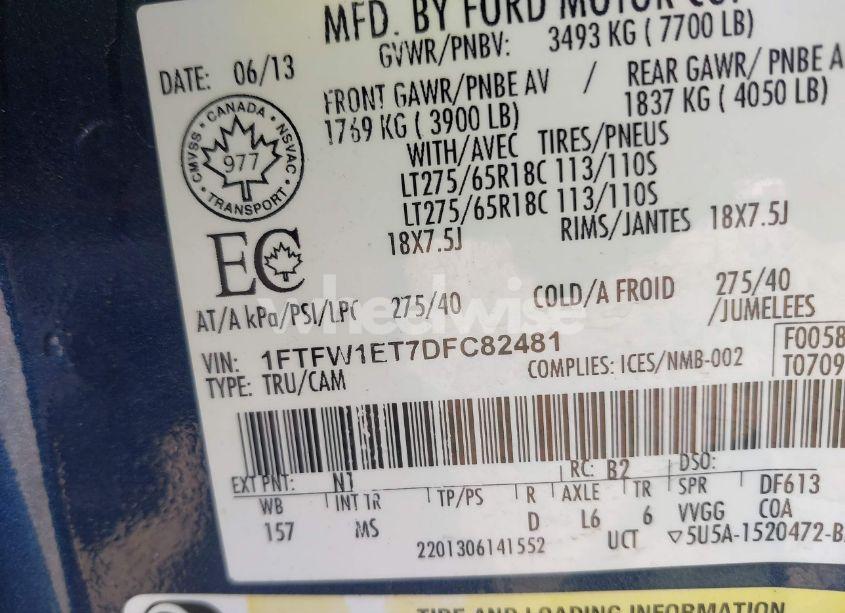 MFD. BY FORD MOTOR CO.
DATE: 06/13
GVWR/PNBV: 3493 KG ( 7700 LB)
FRONT GAWR/PNBE AV / REAR GAWR/ PNBE A
1769 KG ( 3900 LB) 1837 KG ( 4050 LB)
WITH/AVEC TIRES/PNEUS
LT275/65R18C 113/110S
LT275/65R18C 113/110S
18X7.5J RIMS/JANTES 18X7.5J
CANADA
CMVSS NSVAC
977
TRANSPORT
EC
AT/A kPa/PSI/LPC 275/40 COLD/A FROID 275/40
/JUMELEES
wheelwise
VIN: 1FTFW1ET7DFC82481
TYPE: TRU/CAM
COMPLIES: ICES/NMB-002
F0058
T0709
EXT PNT: N1 RC: B2 DSO:
WB INT TR TP/PS R AXLE TR SPR DF613
157 MS D L6 6 VVGG COA
2201306141552 UCT ▽5U5A-1520472-B
TIRE AND LOADING INFORMATION